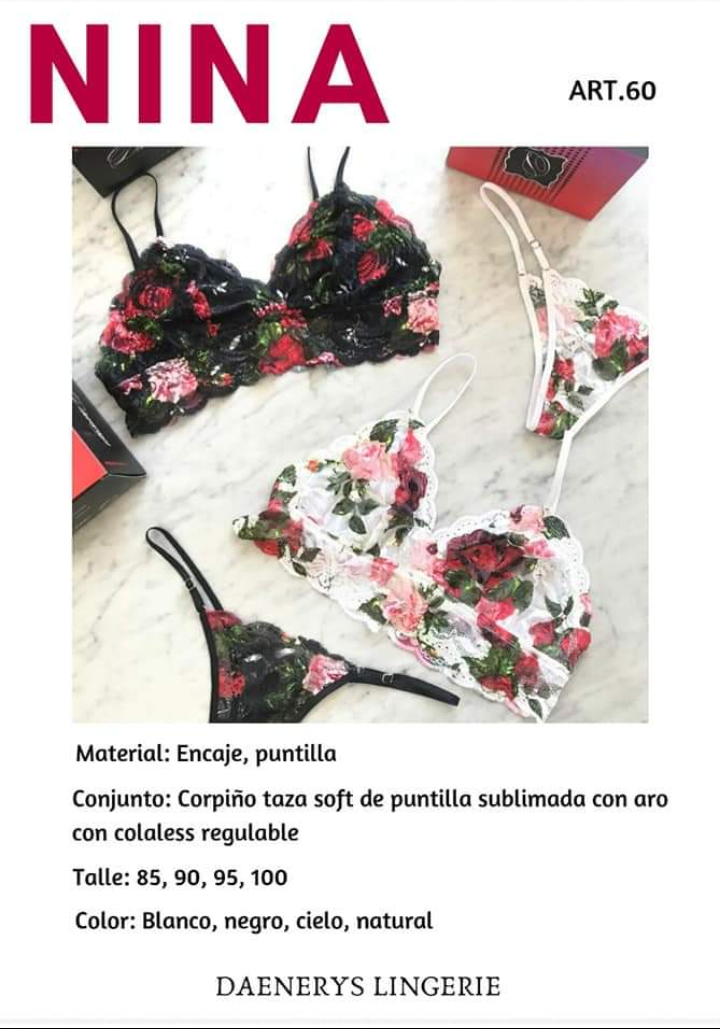 NINA
ART.60
Material: Encaje, puntilla
Conjunto: Corpiño taza soft de puntilla sublimada con aro
con colaless regulable
Talle: 85, 90, 95, 100
Color: Blanco, negro, cielo, natural
DAENERYS LINGERIE